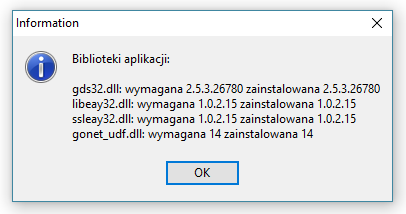 Information
Biblioteki aplikacji:
gds32.dll: wymagana 2.5.3.26780 zainstalowana 2.5.3.26780
libeay32.dll: wymagana 1.0.2.15 zainstalowana 1.0.2.15
ssleay32.dll: wymagana 1.0.2.15 zainstalowana 1.0.2.15
gonet_udf.dll: wymagana 14 zainstalowana 14
OK